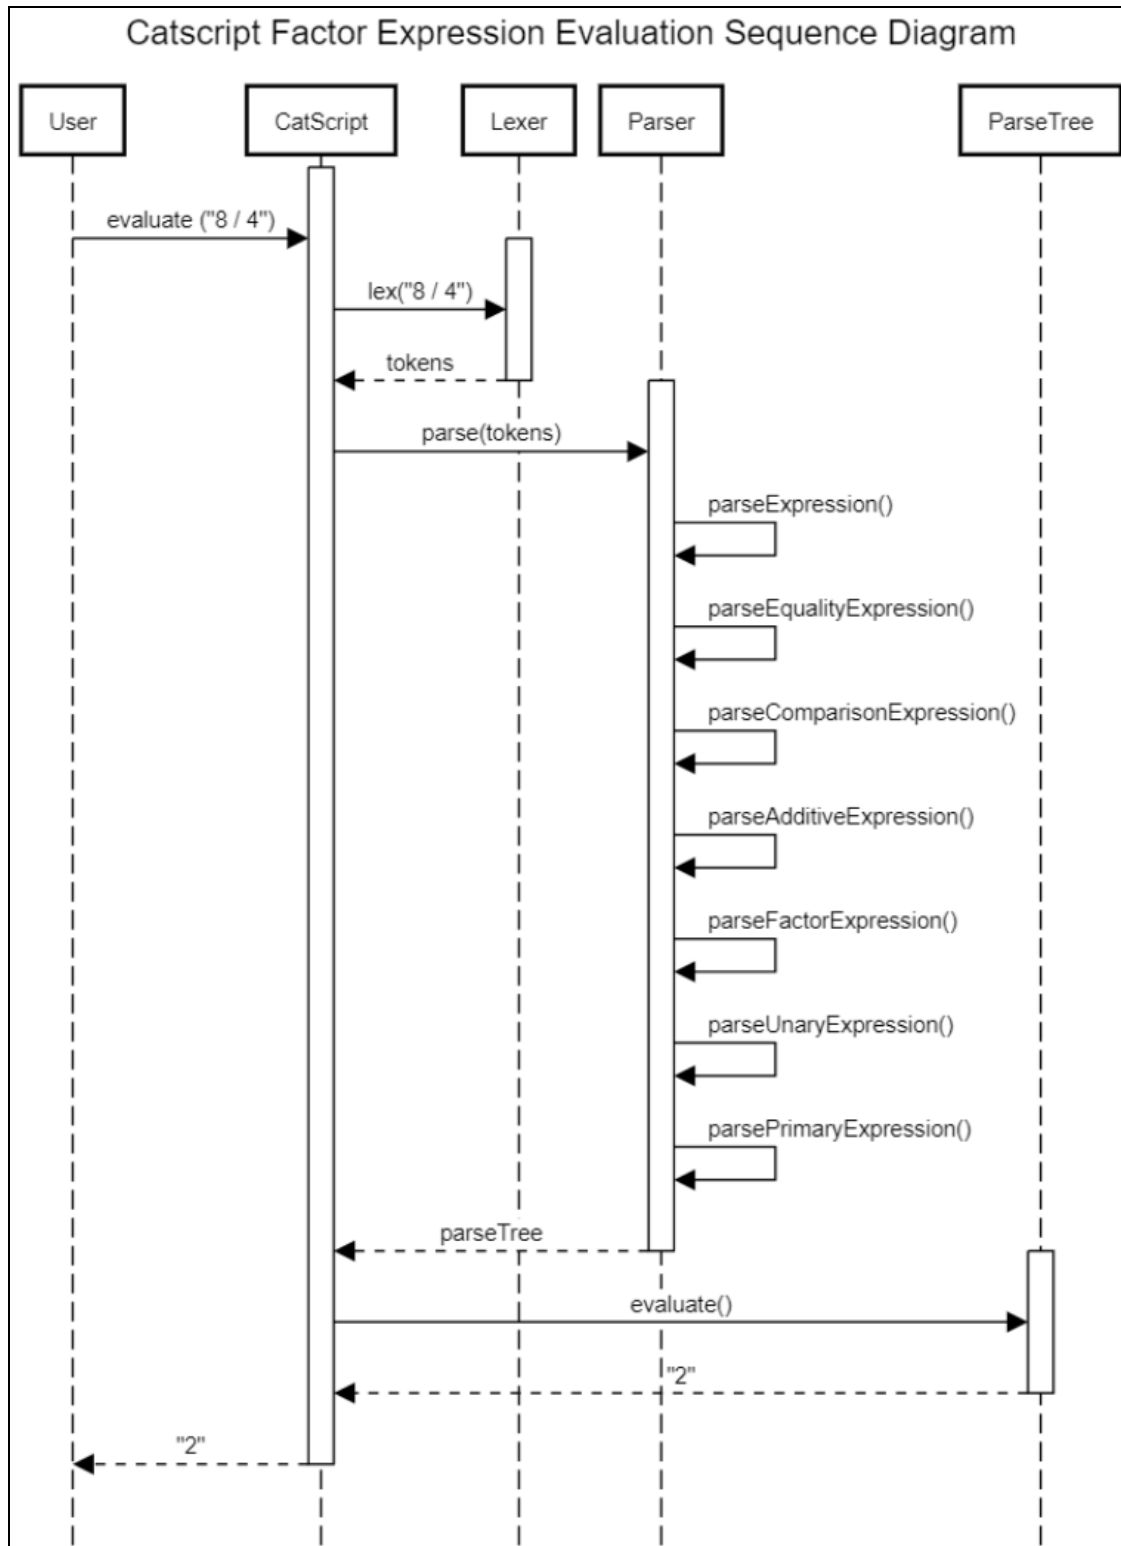 Catscript Factor Expression Evaluation Sequence Diagram
User
CatScript
Lexer
Parser
ParseTree
evaluate ("8 / 4")
lex("8 / 4")
tokens
parse(tokens)
parseExpression()
parseEqualityExpression()
parseComparisonExpression()
parseAdditiveExpression()
parseFactorExpression()
parseUnaryExpression()
parsePrimaryExpression()
parseTree
evaluate()
"2"
"2"